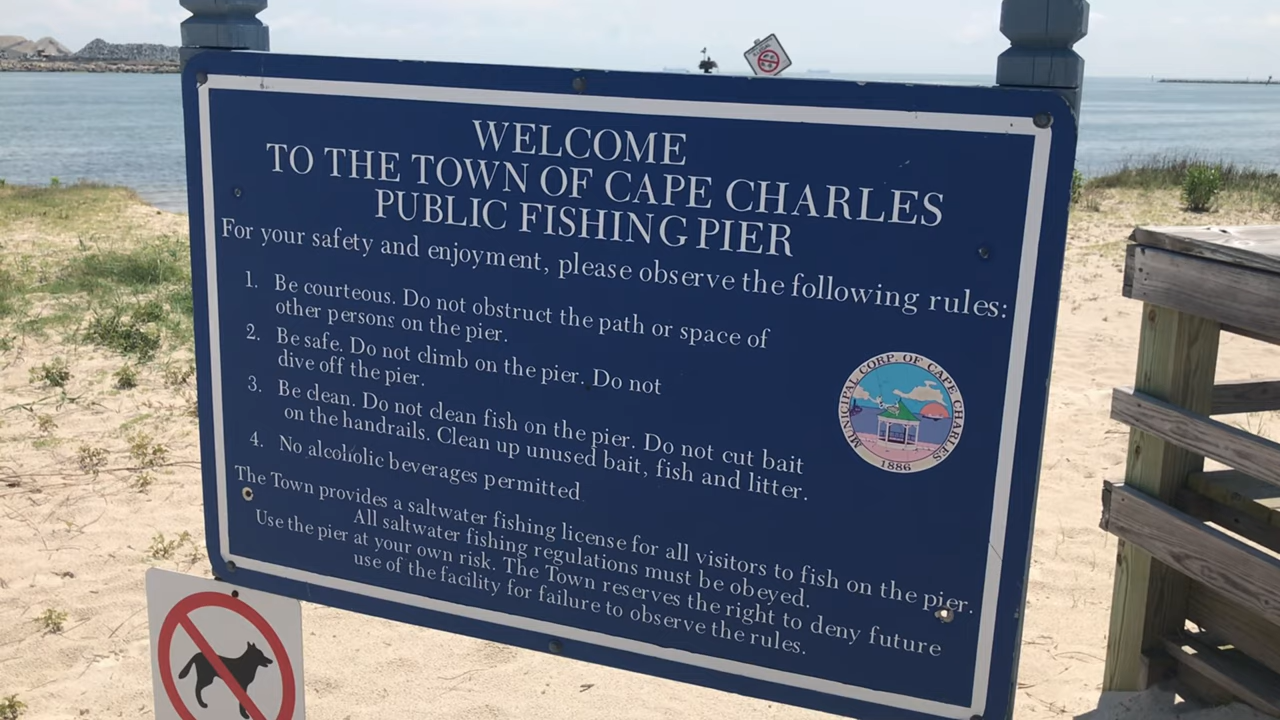 WELCOME
TO THE TOWN OF CAPE CHARLES
PUBLIC FISHING PIER
For your safety and enjoyment, please observe the following rules:
1. Be courteous. Do not obstruct the path or space of
other persons on the pier.
2. Be safe. Do not climb on the pier. Do not
dive off the pier.
3. Be clean. Do not clean fish on the pier. Do not cut bait
on the handrails. Clean up unused bait, fish and litter.
4. No alcoholic beverages permitted
MUNICIPAL CORP. OF CAPE CHARLES
1886
The Town provides a saltwater fishing license for all visitors to fish on the pier.
All saltwater fishing regulations must be obeyed.
Use the pier at your own risk. The Town reserves the right to deny future
use of the facility for failure to observe the rules.